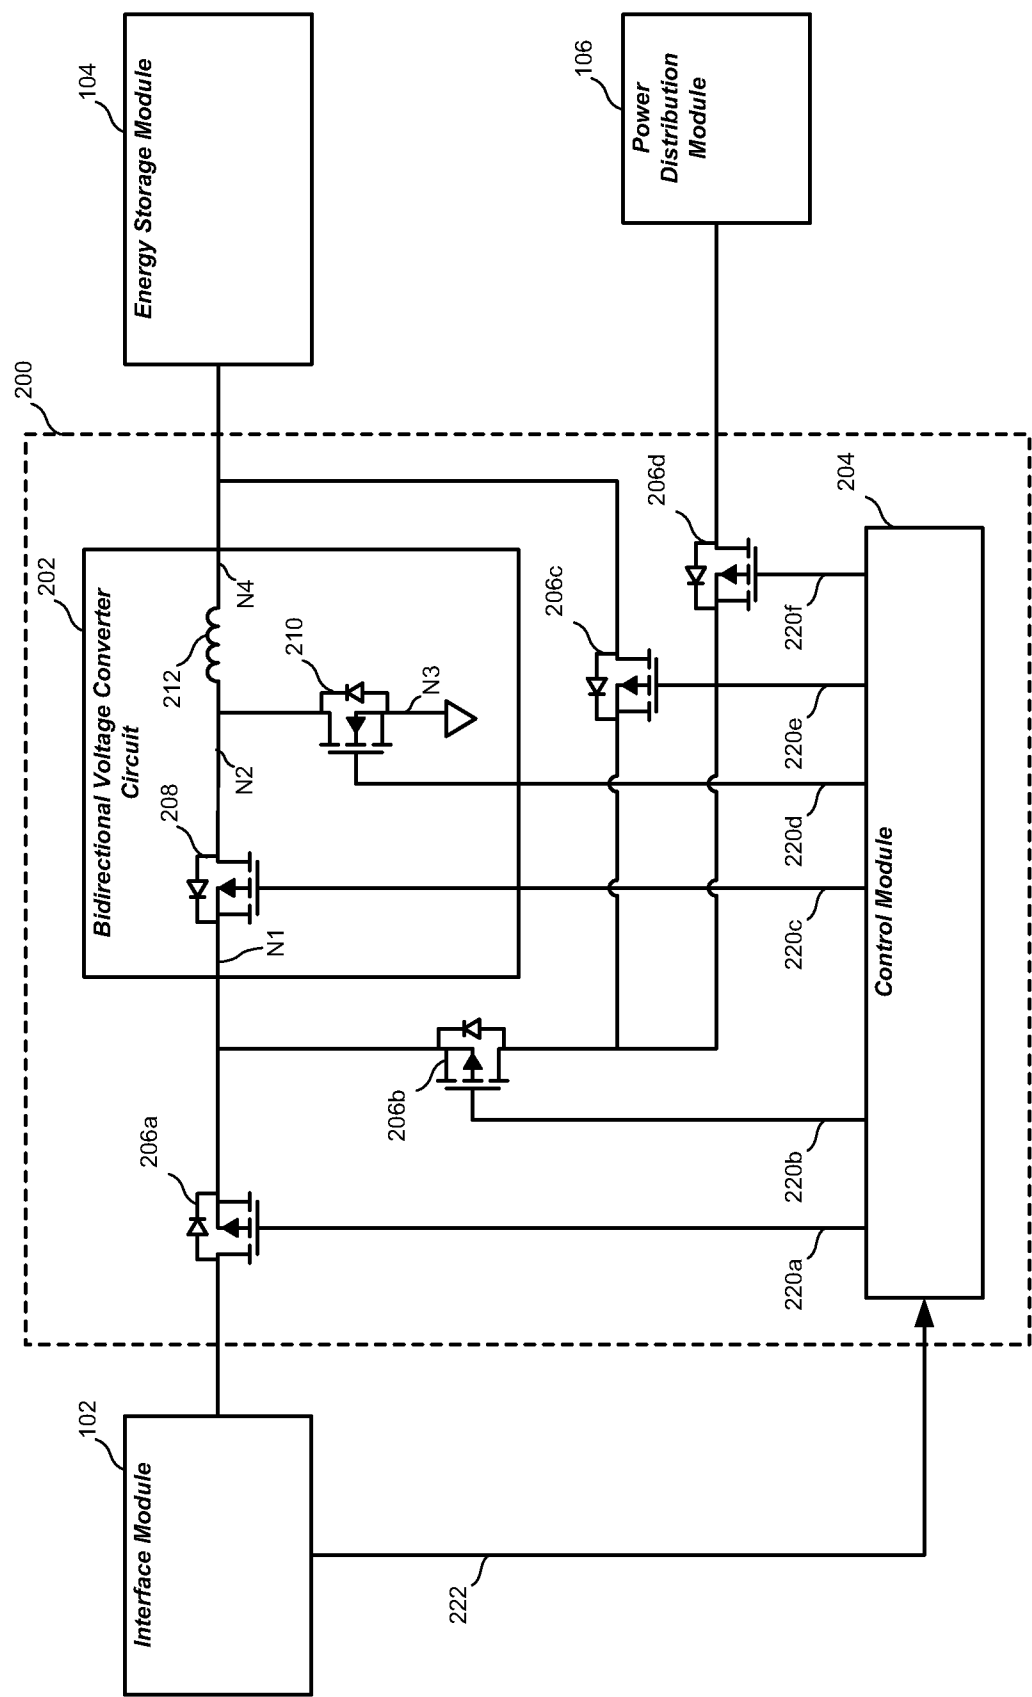 200
102
Interface Module
206a
202
Bidirectional Voltage Converter
Circuit
208
N1
N2
212
N4
210
N3
104
Energy Storage Module
206b
206c
206d
106
Power
Distribution
Module
220a
220b
220c
220d
220e
220f
204
Control Module
222